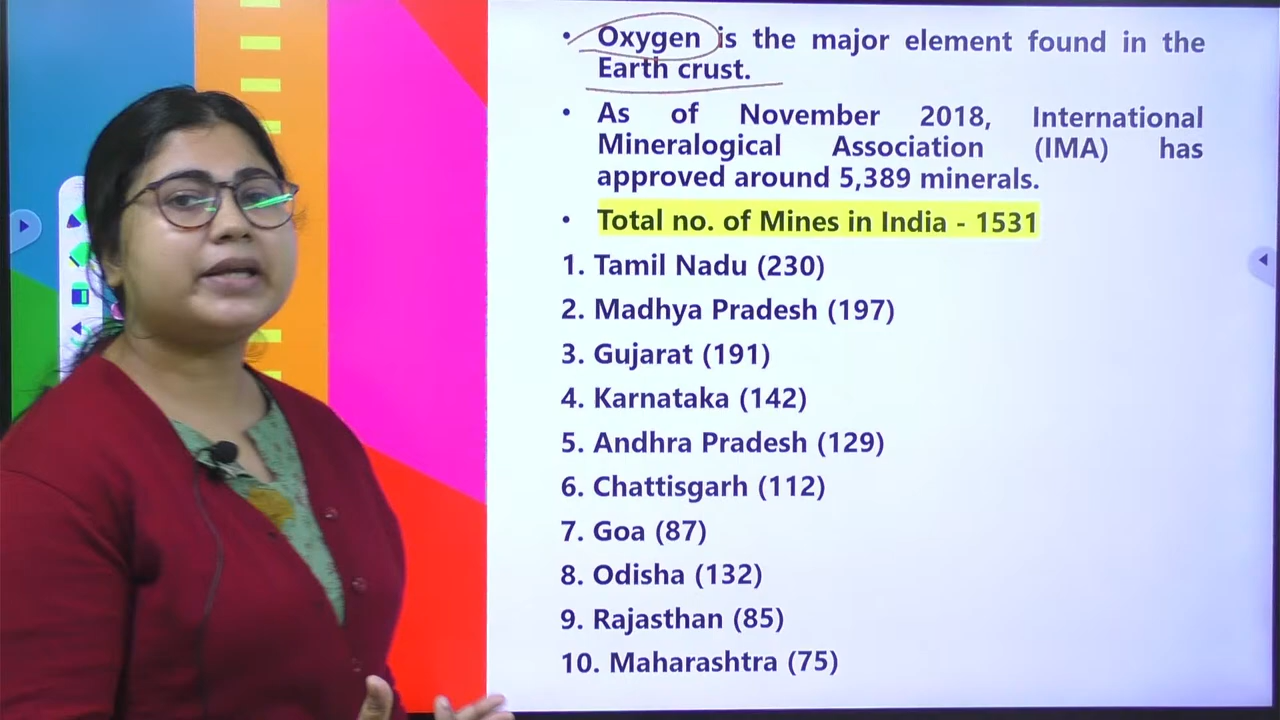 • Oxygen is the major element found in the
Earth crust.
• As of November 2018, International
Mineralogical Association (IMA) has
approved around 5,389 minerals.
• Total no. of Mines in India - 1531
1. Tamil Nadu (230)
2. Madhya Pradesh (197)
3. Gujarat (191)
4. Karnataka (142)
5. Andhra Pradesh (129)
6. Chattisgarh (112)
7. Goa (87)
8. Odisha (132)
9. Rajasthan (85)
10. Maharashtra (75)